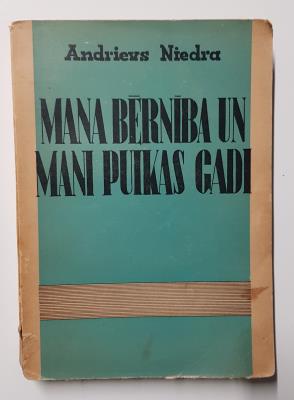 Andrievs Niedra
MANA BĒRNĪBA UN
MANI PUIKAS GADI